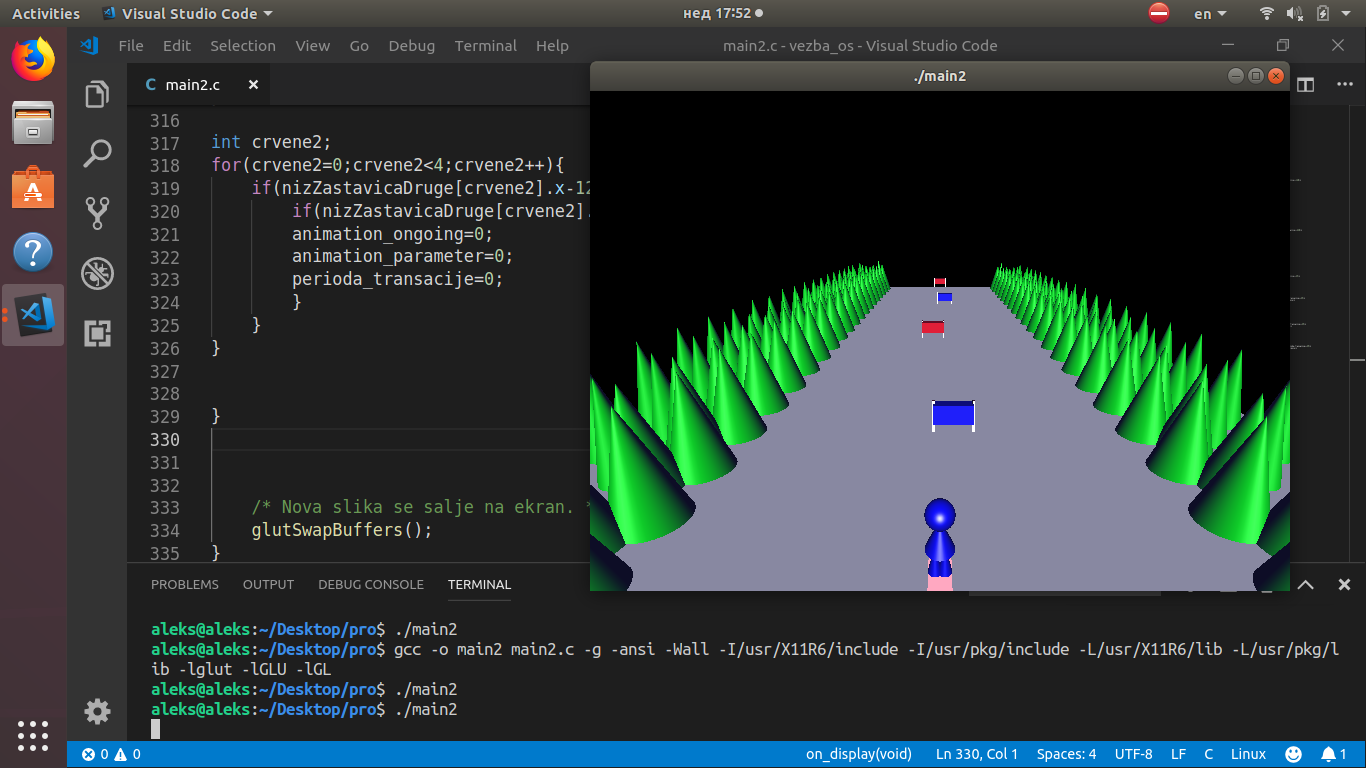 Activities Visual Studio Code нед 17:52 en
File Edit Selection View Go Debug Terminal Help main2.c - vezba_os - Visual Studio Code
C main2.c
./main2
316
317 int crvene2;
318 for(crvene2=0;crvene2<4;crvene2++){
319 if(nizZastavicaDruge[crvene2].x-12
320 if(nizZastavicaDruge[crvene2].
321 animation_ongoing=0;
322 animation_parameter=0;
323 perioda_transacije=0;
324 }
325 }
326 }
327
328
329 }
330
331
332
333 /* Nova slika se salje na ekran. *
334 glutSwapBuffers();
335 }
PROBLEMS OUTPUT DEBUG CONSOLE TERMINAL
aleks@aleks:~/Desktop/pro$ ./main2
aleks@aleks:~/Desktop/pro$ gcc -o main2 main2.c -g -ansi -Wall -I/usr/X11R6/include -I/usr/pkg/include -L/usr/X11R6/lib -L/usr/pkg/l
ib -lglut -lGLU -lGL
aleks@aleks:~/Desktop/pro$ ./main2
aleks@aleks:~/Desktop/pro$ ./main2
0 0 on_display(void) Ln 330, Col 1 Spaces: 4 UTF-8 LF C Linux 1